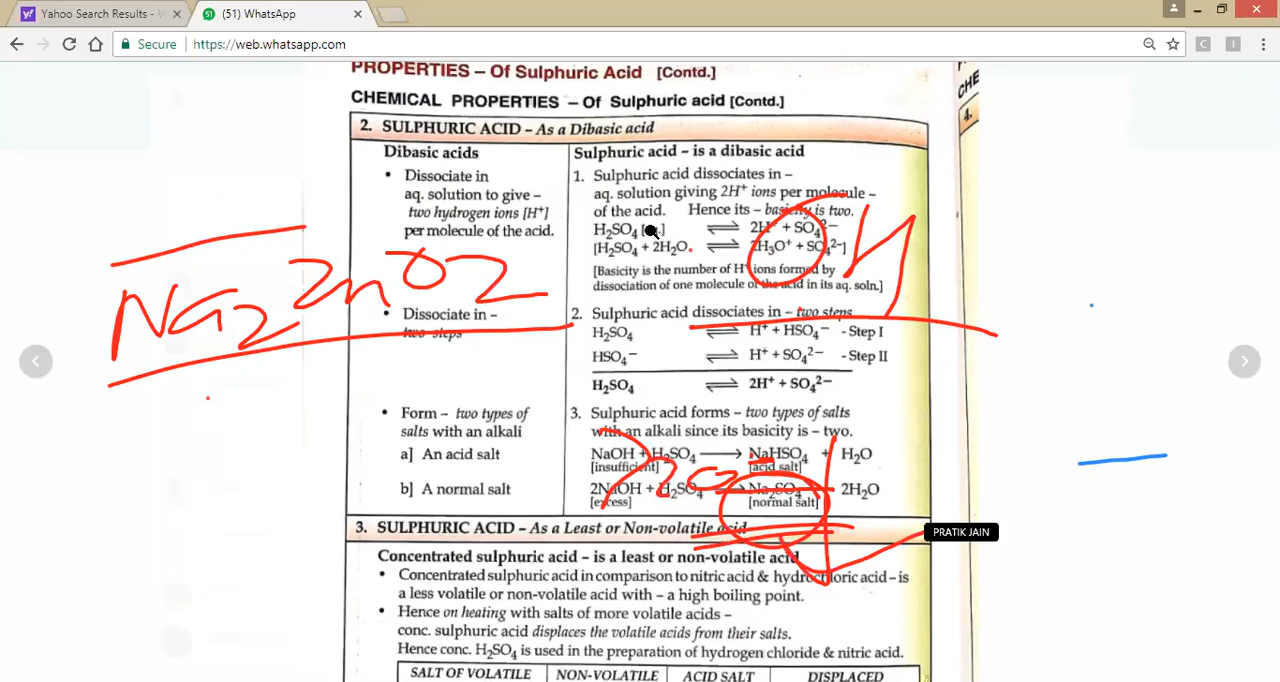 Yahoo Search Results -
(51) WhatsApp
Secure
https://web.whatsapp.com
PROPERTIES – Of Sulphuric Acid [Contd.]
CHEMICAL PROPERTIES – Of Sulphuric acid [Contd.]
CHE
4.
2. SULPHURIC ACID – As a Dibasic acid
Dibasic acids
• Dissociate in
aq. solution to give –
two hydrogen ions [H⁺]
per molecule of the acid.
Sulphuric acid – is a dibasic acid
1. Sulphuric acid dissociates in –
aq. solution giving 2H⁺ ions per molecule –
of the acid. Hence its – basicity is two.
H₂SO₄ ⇌ 2H⁺ + SO₄²⁻
[H₂SO₄ + 2H₂O ⇌ 2H₃O⁺ + SO₄²⁻]
[Basicity is the number of H⁺ ions formed by
dissociation of one molecule of the acid in its aq. soln.]
Na₂ZnO₂
OH
• Dissociate in –
two steps
2. Sulphuric acid dissociates in – two steps
H₂SO₄ ⇌ H⁺ + HSO₄⁻ - Step I
HSO₄⁻ ⇌ H⁺ + SO₄²⁻ - Step II
H₂SO₄ ⇌ 2H⁺ + SO₄²⁻
• Form – two types of
salts with an alkali
a] An acid salt
b] A normal salt
3. Sulphuric acid forms – two types of salts
with an alkali since its basicity is – two.
NaOH + H₂SO₄ ⟶ NaHSO₄ + H₂O
[insufficient] [acid salt]
2NaOH + H₂SO₄ ⟶ Na₂SO₄ + 2H₂O
[excess] [normal salt]
3. SULPHURIC ACID – As a Least or Non-volatile acid
PRATIK JAIN
Concentrated sulphuric acid – is a least or non-volatile acid
• Concentrated sulphuric acid in comparison to nitric acid & hydrochloric acid – is
a less volatile or non-volatile acid with – a high boiling point.
• Hence on heating with salts of more volatile acids –
conc. sulphuric acid displaces the volatile acids from their salts.
Hence conc. H₂SO₄ is used in the preparation of hydrogen chloride & nitric acid.
SALT OF VOLATILE NON-VOLATILE ACID SALT DISPLACED